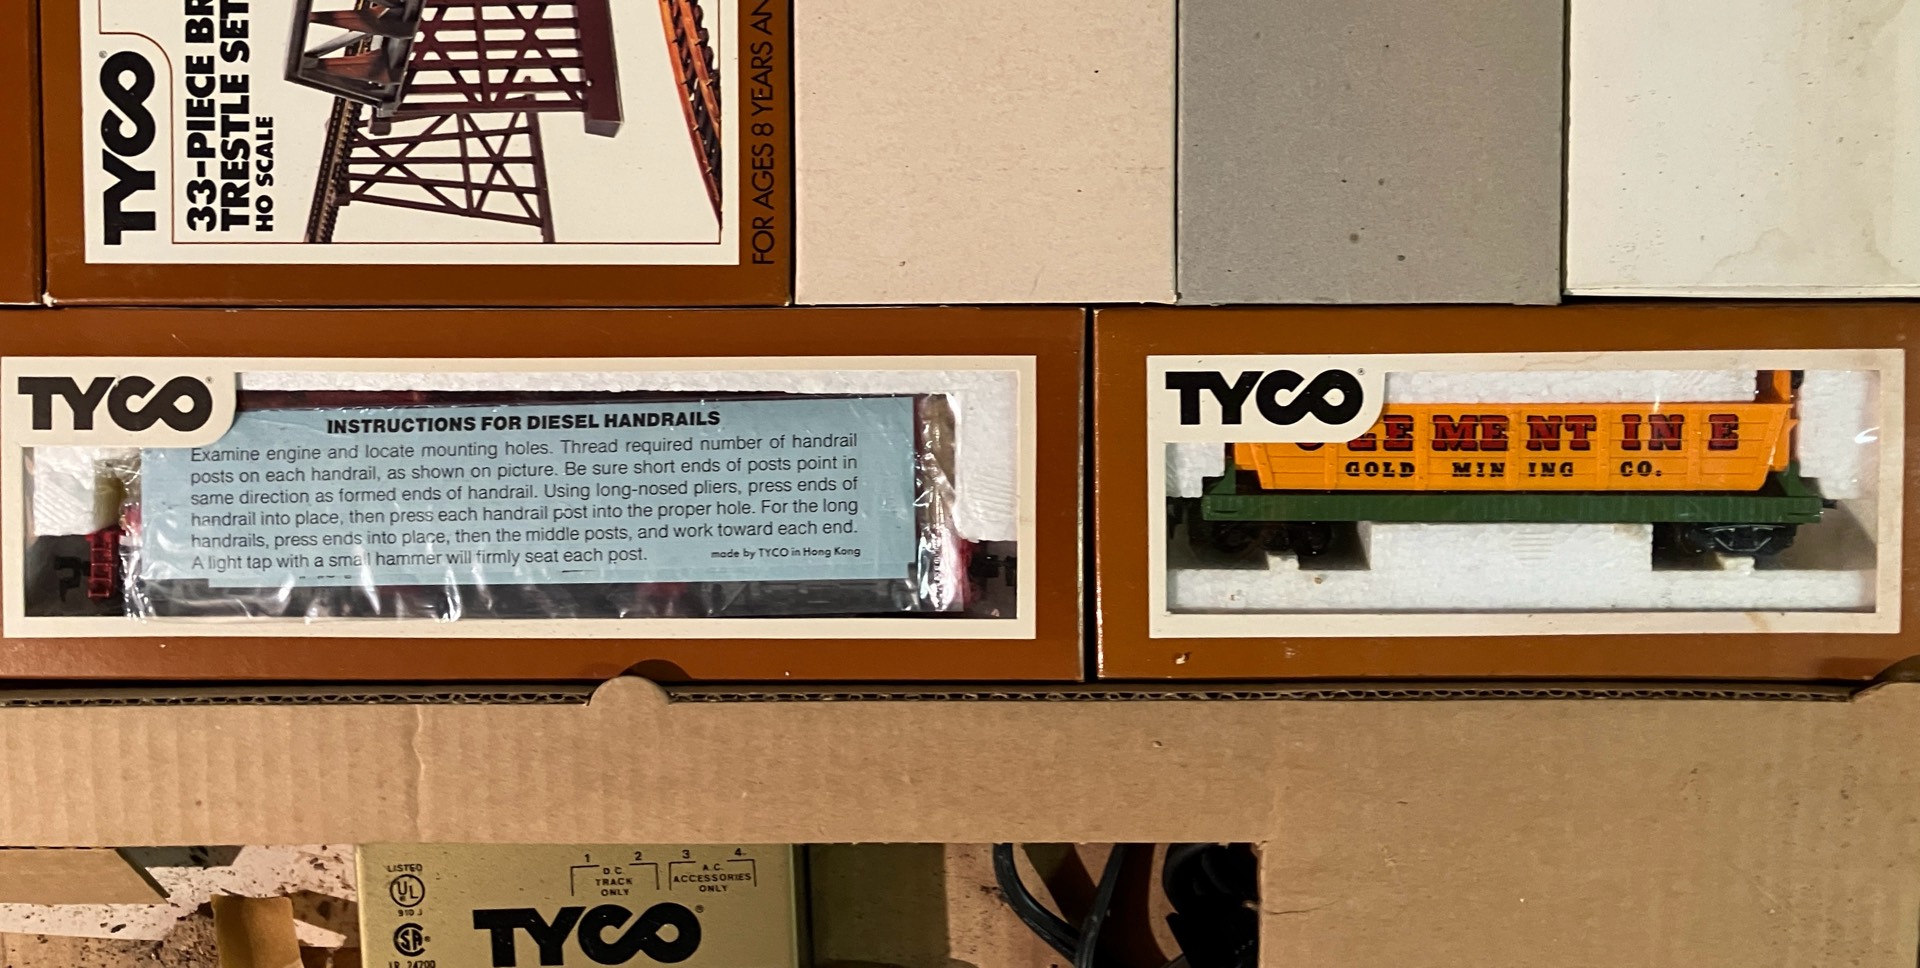 TYCO®
33-PIECE
TRESTLE SET
HO SCALE
FOR AGES 8 YEARS
TYCO®
INSTRUCTIONS FOR DIESEL HANDRAILS
Examine engine and locate mounting holes. Thread required number of handrail
posts on each handrail, as shown on picture. Be sure short ends of posts point in
same direction as formed ends of handrail. Using long-nosed pliers, press ends of
handrail into place, then press each handrail post into the proper hole. For the long
handrails, press ends into place, then the middle posts, and work toward each end.
A light tap with a small hammer will firmly seat each post.
made by TYCO in Hong Kong
TYCO®
LEMENTINE
GOLD MINING CO.
LISTED
UL
910J
SA
LR 24700
1 2 3 4
D.C. TRACK ONLY
A.C. ACCESSORIES ONLY
TYCO®